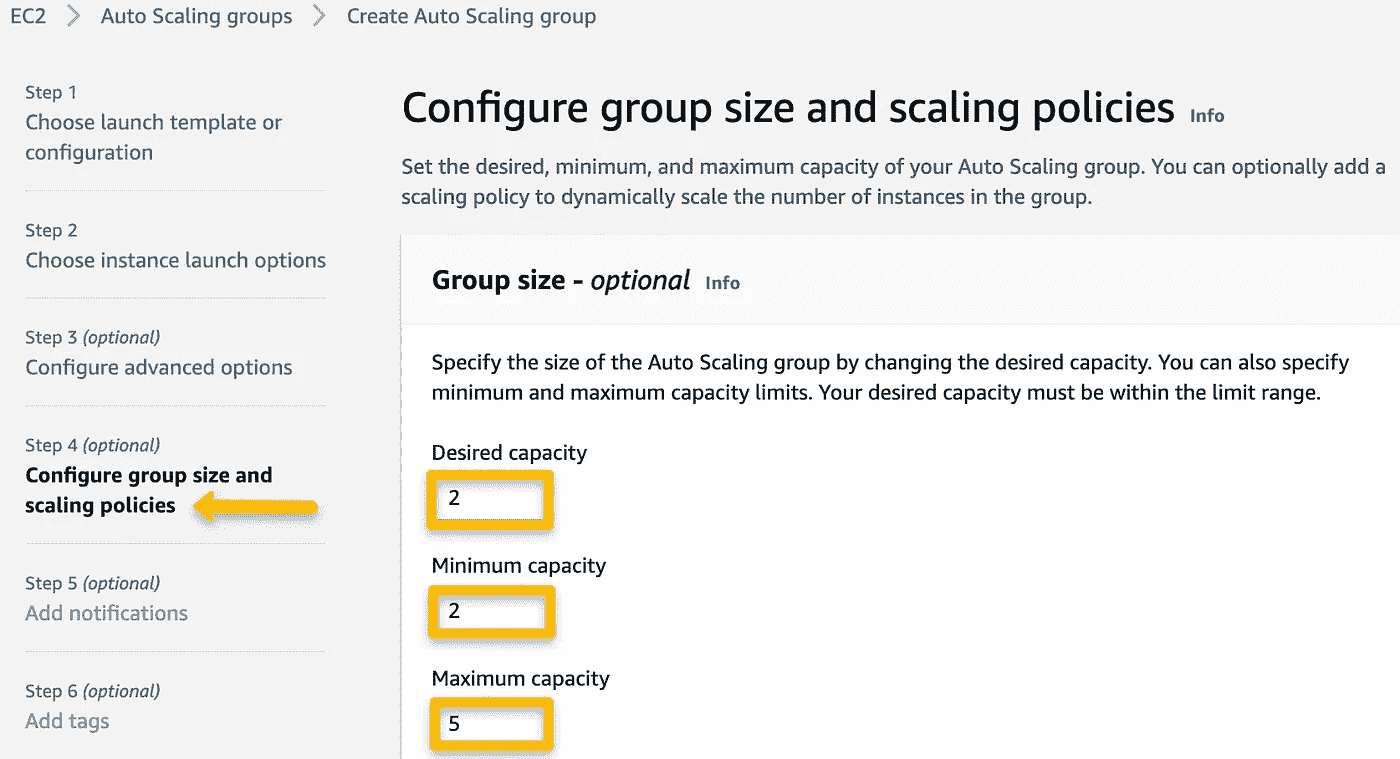 EC2 > Auto Scaling groups > Create Auto Scaling group
Step 1
Choose launch template or
configuration
Step 2
Choose instance launch options
Step 3 (optional)
Configure advanced options
Step 4 (optional)
Configure group size and
scaling policies
Step 5 (optional)
Add notifications
Step 6 (optional)
Add tags
Configure group size and scaling policies Info
Set the desired, minimum, and maximum capacity of your Auto Scaling group. You can optionally add a
scaling policy to dynamically scale the number of instances in the group.
Group size - optional Info
Specify the size of the Auto Scaling group by changing the desired capacity. You can also specify
minimum and maximum capacity limits. Your desired capacity must be within the limit range.
Desired capacity
2
Minimum capacity
2
Maximum capacity
5